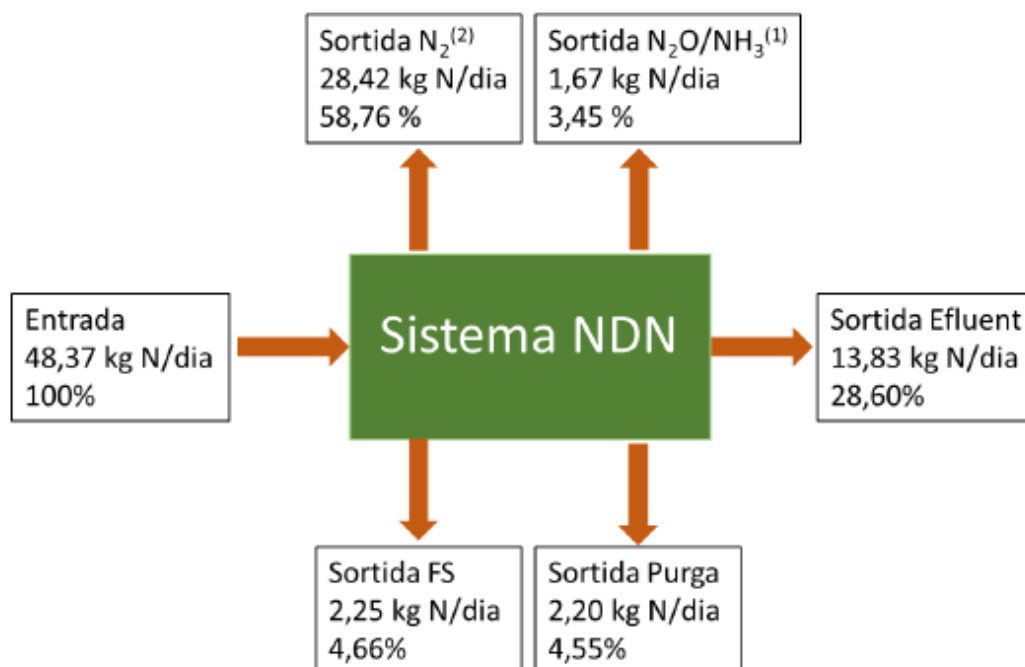 Sortida N₂⁽²⁾
28,42 kg N/dia
58,76 %
Sortida N₂O/NH₃⁽¹⁾
1,67 kg N/dia
3,45 %
Entrada
48,37 kg N/dia
100%
Sistema NDN
Sortida Efluent
13,83 kg N/dia
28,60%
Sortida FS
2,25 kg N/dia
4,66%
Sortida Purga
2,20 kg N/dia
4,55%